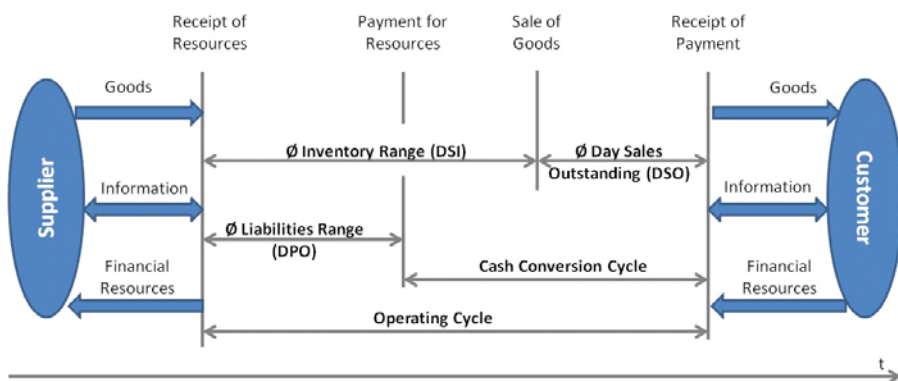 Receipt of
Resources
Payment for
Resources
Sale of
Goods
Receipt of
Payment
Supplier
Goods
Information
Financial
Resources
Ø Inventory Range (DSI)
Ø Day Sales
Outstanding (DSO)
Ø Liabilities Range
(DPO)
Cash Conversion Cycle
Operating Cycle
Goods
Information
Financial
Resources
Customer
t